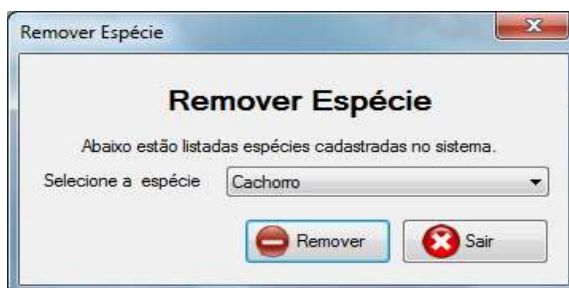 Remover Espécie
Remover Espécie
Abaixo estão listadas espécies cadastradas no sistema.
Selecione a espécie Cachorro
Remover Sair